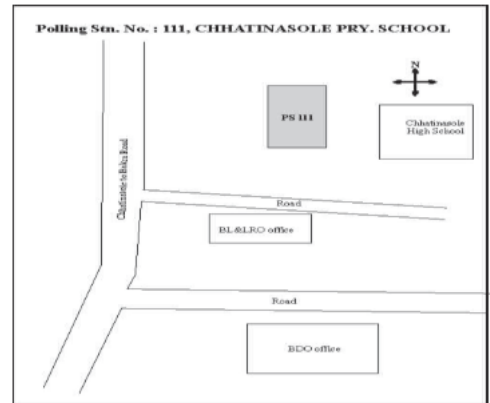 Polling Stn. No. : 111, CHHATINASOLE PRY. SCHOOL
N
PS 111
Chhatinasole
High School
Road
BL&LRO office
Road
BDO office